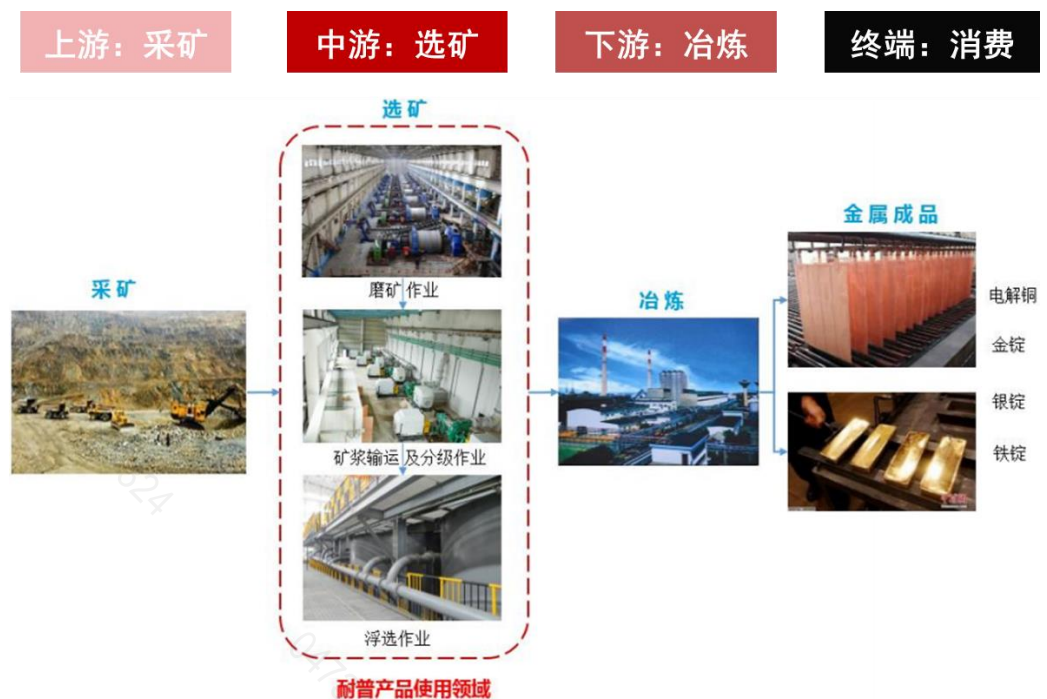 上游：采矿
中游：选矿
下游：冶炼
终端：消费
选矿
磨矿作业
矿浆输运及分级作业
浮选作业
耐普产品使用领域
采矿
冶炼
金属成品
电解铜
金锭
银锭
铁锭